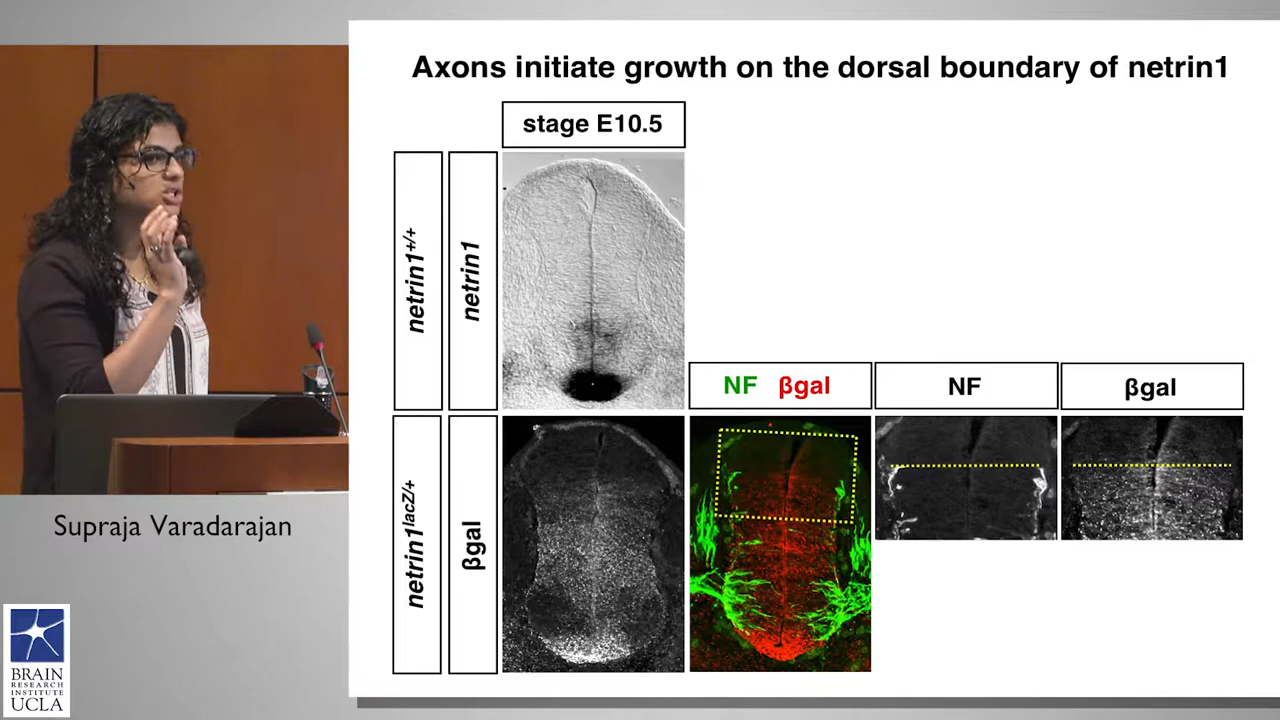 Axons initiate growth on the dorsal boundary of netrin1
stage E10.5
netrin1+/+
netrin1
NF βgal
NF
βgal
netrin1lacZ/+
βgal
Supraja Varadarajan
BRAIN
RESEARCH
INSTITUTE
UCLA